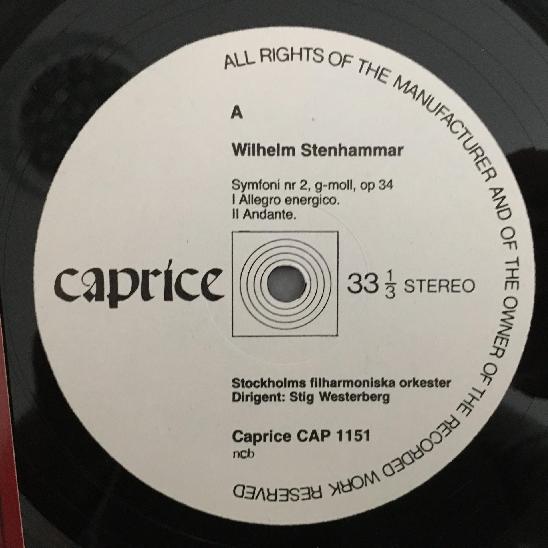 ALL RIGHTS OF THE MANUFACTURER AND OF THE OWNER OF THE RECORDED WORK RESERVED
A
Wilhelm Stenhammar
Symfoni nr 2, g-moll, op 34
I Allegro energico.
II Andante.
caprice
33 1/3 STEREO
Stockholms filharmoniska orkester
Dirigent: Stig Westerberg
Caprice CAP 1151
ncb